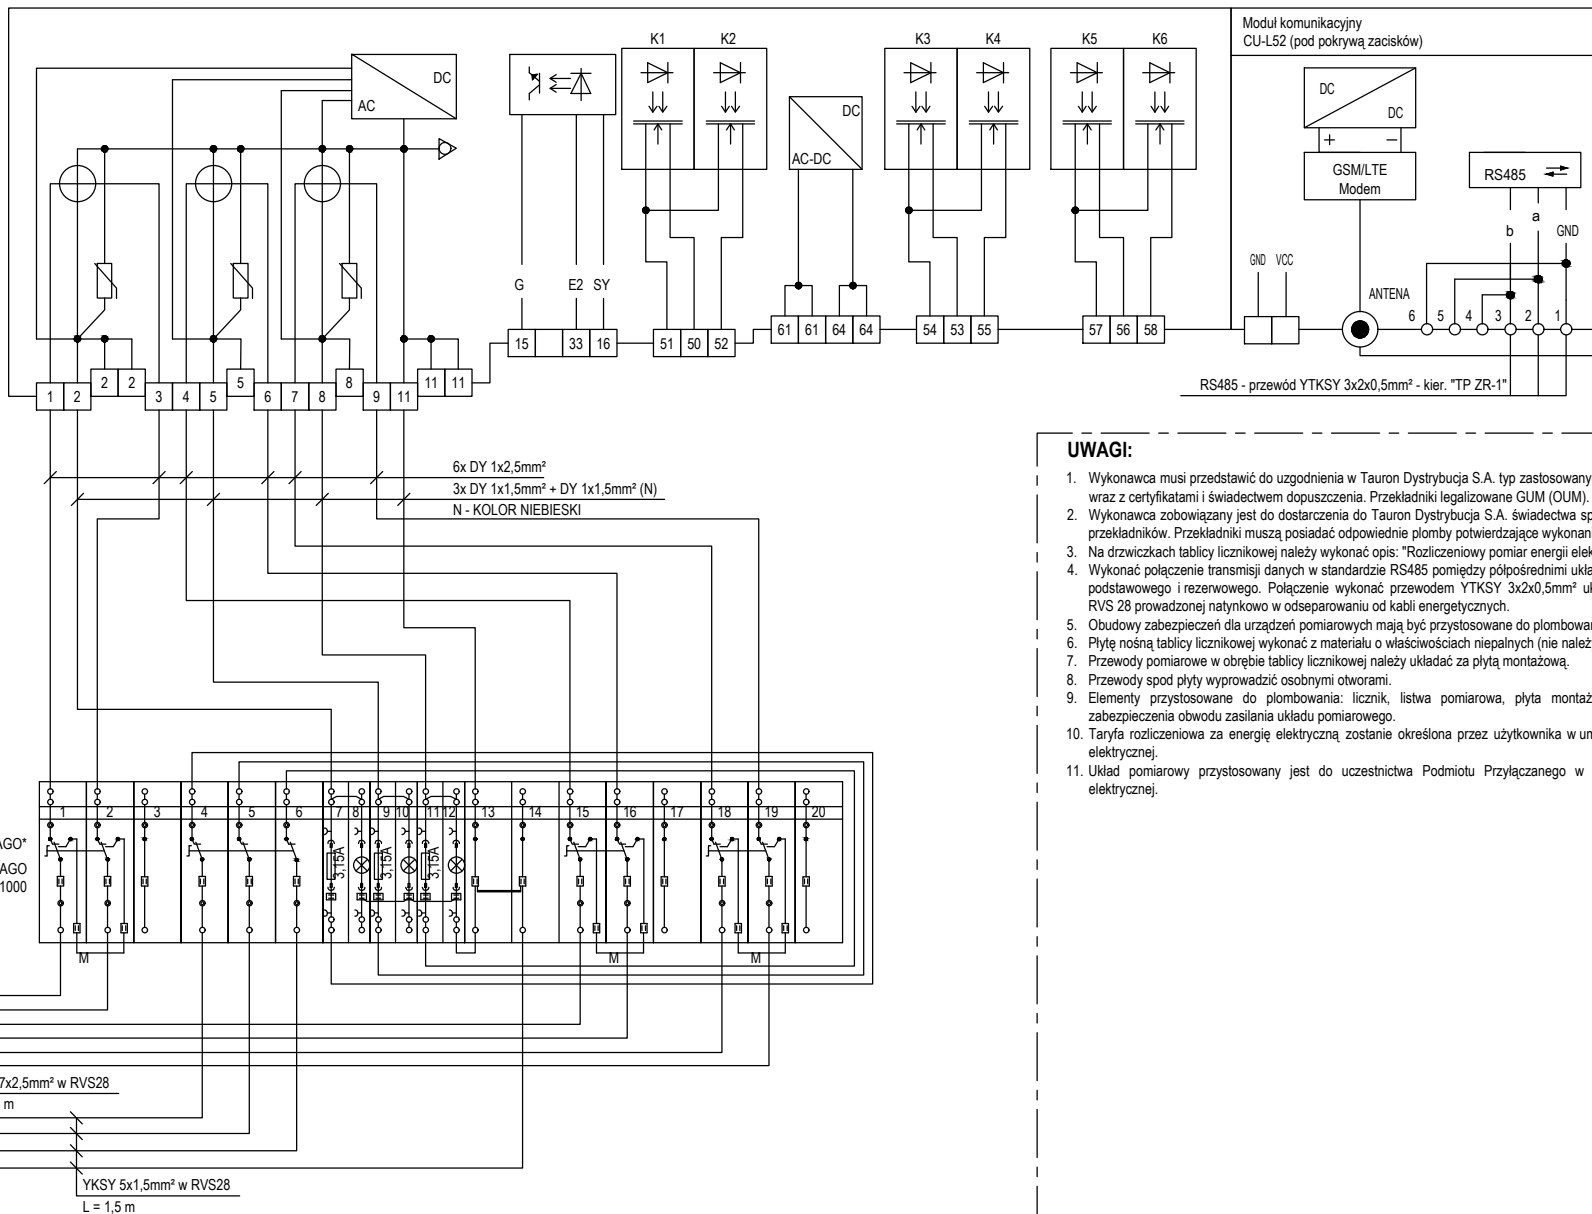 Moduł komunikacyjny
CU-L52 (pod pokrywą zacisków)
K1 K2 K3 K4 K5 K6
DC
AC
DC
AC-DC
DC
DC
+ −
GSM/LTE
Modem
RS485
a
b
GND
G E2 SY
GND VCC
ANTENA
6 5 4 3 2 1
15 33 16
51 50 52
61 61 64 64
54 53 55
57 56 58
2 2 5 8 11 11
1 2 3 4 5 6 7 8 9 11
RS485 - przewód YTKSY 3x2x0,5mm² - kier. "TP ZR-1"
6x DY 1x2,5mm²
3x DY 1x1,5mm² + DY 1x1,5mm² (N)
N - KOLOR NIEBIESKI
UWAGI:
1. Wykonawca musi przedstawić do uzgodnienia w Tauron Dystrybucja S.A. typ zastosowany
wraz z certyfikatami i świadectwem dopuszczenia. Przekładniki legalizowane GUM (OUM).
2. Wykonawca zobowiązany jest do dostarczenia do Tauron Dystrybucja S.A. świadectwa sp
przekładników. Przekładniki muszą posiadać odpowiednie plomby potwierdzające wykonan
3. Na drzwiczkach tablicy licznikowej należy wykonać opis: "Rozliczeniowy pomiar energii elek
4. Wykonać połączenie transmisji danych w standardzie RS485 pomiędzy półpośrednimi ukła
podstawowego i rezerwowego. Połączenie wykonać przewodem YTKSY 3x2x0,5mm² uk
RVS 28 prowadzonej natynkowo w odseparowaniu od kabli energetycznych.
5. Obudowy zabezpieczeń dla urządzeń pomiarowych mają być przystosowane do plombowan
6. Płytę nośną tablicy licznikowej wykonać z materiału o właściwościach niepalnych (nie należy
7. Przewody pomiarowe w obrębie tablicy licznikowej należy układać za płytą montażową.
8. Przewody spod płyty wyprowadzić osobnymi otworami.
9. Elementy przystosowane do plombowania: licznik, listwa pomiarowa, płyta montaż
zabezpieczenia obwodu zasilania układu pomiarowego.
10. Taryfa rozliczeniowa za energię elektryczną zostanie określona przez użytkownika w um
elektrycznej.
11. Układ pomiarowy przystosowany jest do uczestnictwa Podmiotu Przyłączanego w
elektrycznej.
1 2 3 4 5 6 7 8 9 10 11 12 13 14 15 16 17 18 19 20
AGO*
AGO
1000
3,15A 3,15A 3,15A
M M M
7x2,5mm² w RVS28
m
YKSY 5x1,5mm² w RVS28
L = 1,5 m